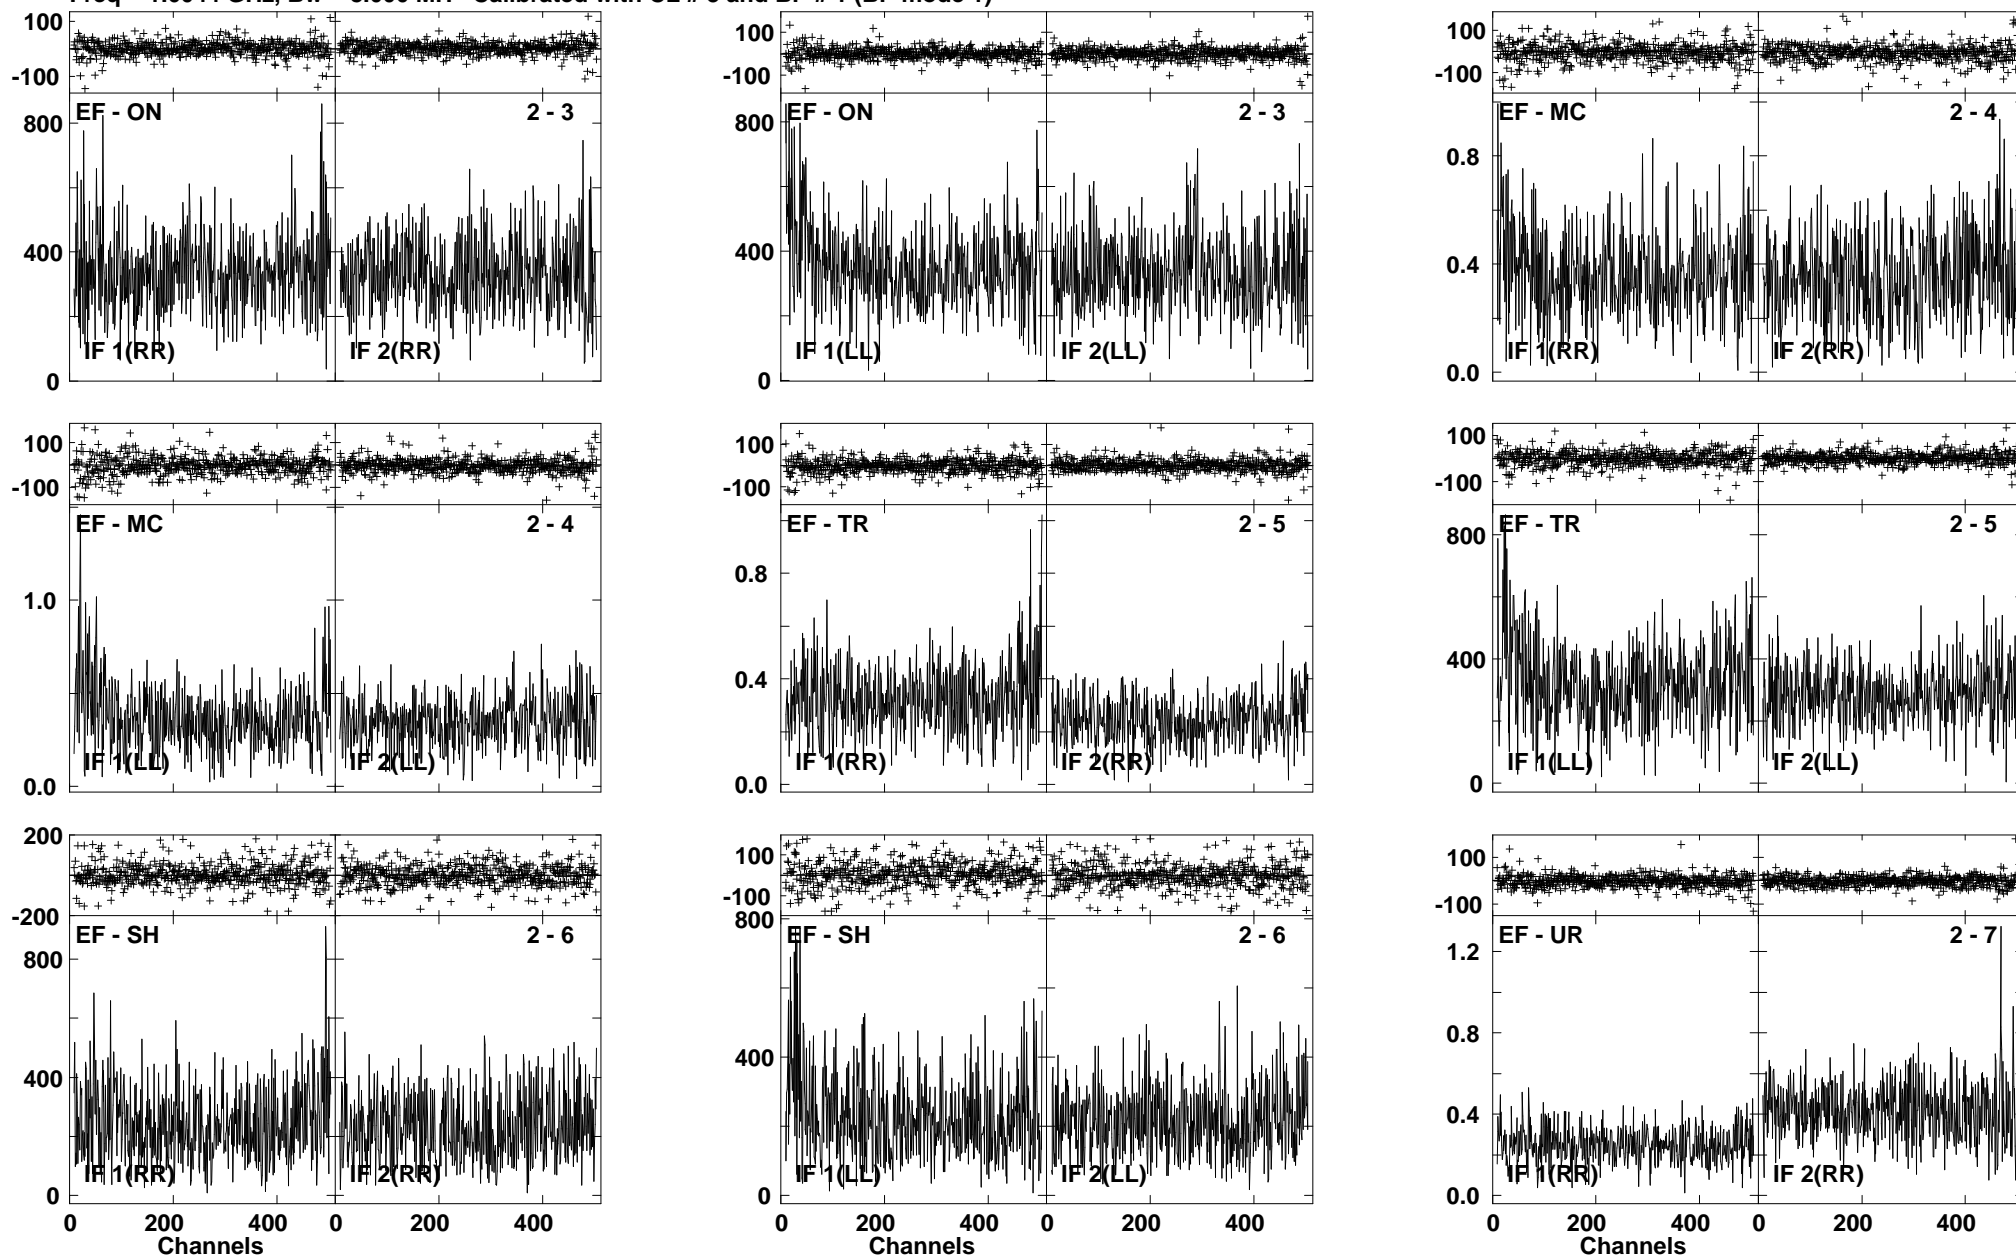 100
-100
EF - ON 2 - 3
800
400
0
IF 1(RR) IF 2(RR)
100
-100
EF - ON 2 - 3
800
400
0
IF 1(LL) IF 2(LL)
100
-100
EF - MC 2 - 4
0.8
0.4
0.0
IF 1(RR) IF 2(RR)
100
-100
EF - MC 2 - 4
1.0
0.0
IF 1(LL) IF 2(LL)
100
-100
EF - TR 2 - 5
0.8
0.4
0.0
IF 1(RR) IF 2(RR)
100
-100
EF - TR 2 - 5
800
400
0
IF 1(LL) IF 2(LL)
200
-200
EF - SH 2 - 6
800
400
0
IF 1(RR) IF 2(RR)
0 200 400 0 200 400
Channels
100
-100
EF - SH 2 - 6
800
400
0
IF 1(LL) IF 2(LL)
0 200 400 0 200 400
Channels
100
-100
EF - UR 2 - 7
1.2
0.8
0.4
0.0
IF 1(RR) IF 2(RR)
0 200 400 0 200 400
Channels